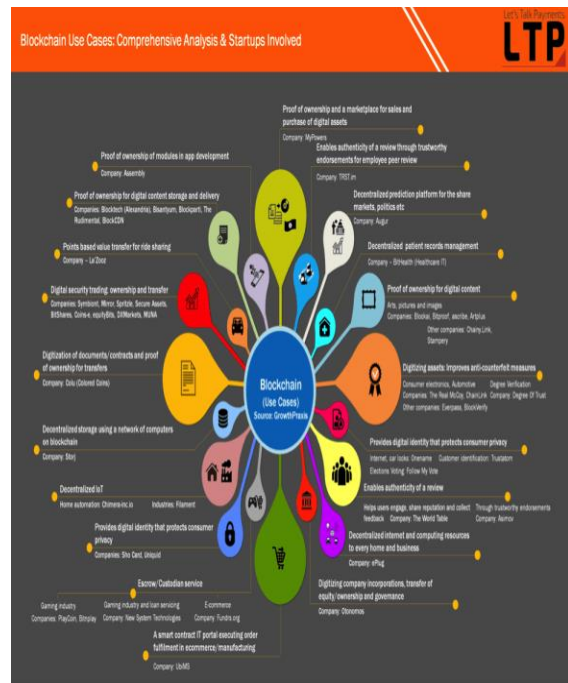 Blockchain Use Cases: Comprehensive Analysis & Startups Involved
Let's Talk Payments
LTP
Proof of ownership and a marketplace for sales and
purchase of digital assets
Company: MyPowers
Enables authenticity of a review through trustworthy
endorsements for employee peer review
Company: TRST.im
Decentralized prediction platform for the share
markets, politics etc
Company: Augur
Decentralized patient records management
Company – BitHealth (Healthcare IT)
Proof of ownership for digital content
Arts, pictures and images
Companies: Blockai, Bitproof, ascribe, Artplus
Other companies: Chainy.Link,
Stampery
Digitizing assets: Improves anti-counterfeit measures
Consumer electronics, Automotive
Degree Verification
Companies: The Real McCoy, ChainLink
Company: Degree Of Trust
Other companies: Everpass, BlockVerify
Provides digital identity that protects consumer privacy
Internet, car locks: Onename
Customer identification: Trustatom
Elections Voting: Follow My Vote
Enables authenticity of a review
Helps users engage, share reputation and collect
feedback Company: The World Table
Through trustworthy endorsements
Company: Asimov
Decentralized Internet and computing resources
to every home and business
Company: ePlug
Digitizing company incorporations, transfer of
equity/ownership and governance
Company: Otonomos
A smart contract IT portal executing order
fulfilment in ecommerce/manufacturing
Company: UbiMS
Escrow/Custodian service
Gaming industry
Companies: PlayCoin, Bitnplay
Gaming industry and loan servicing
Company: New System Technologies
E-commerce
Company: Fundrs.org
Provides digital identity that protects consumer
privacy
Companies: Sho Card, Uniquid
Decentralized IoT
Home automation: Chimera-inc.io
Industries: Filament
Decentralized storage using a network of computers
on blockchain
Company: Storj
Digitization of documents/contracts and proof
of ownership for transfers
Company: Colu (Colored Coins)
Digital security trading: ownership and transfer
Companies: Symbiont, Mirror, Spritzle, Secure Assets,
BitShares, Coins-e, equityBits, DXMarkets, MUNA
Points based value transfer for ride sharing
Company – La'Zooz
Proof of ownership for digital content storage and delivery
Companies: Blocktech (Alexandria), Bisantyum, Blockparti, The
Rudimental, BlockCDN
Proof of ownership of modules in app development
Company: Assembly
Blockchain
(Use Cases)
Source: GrowthPraxis